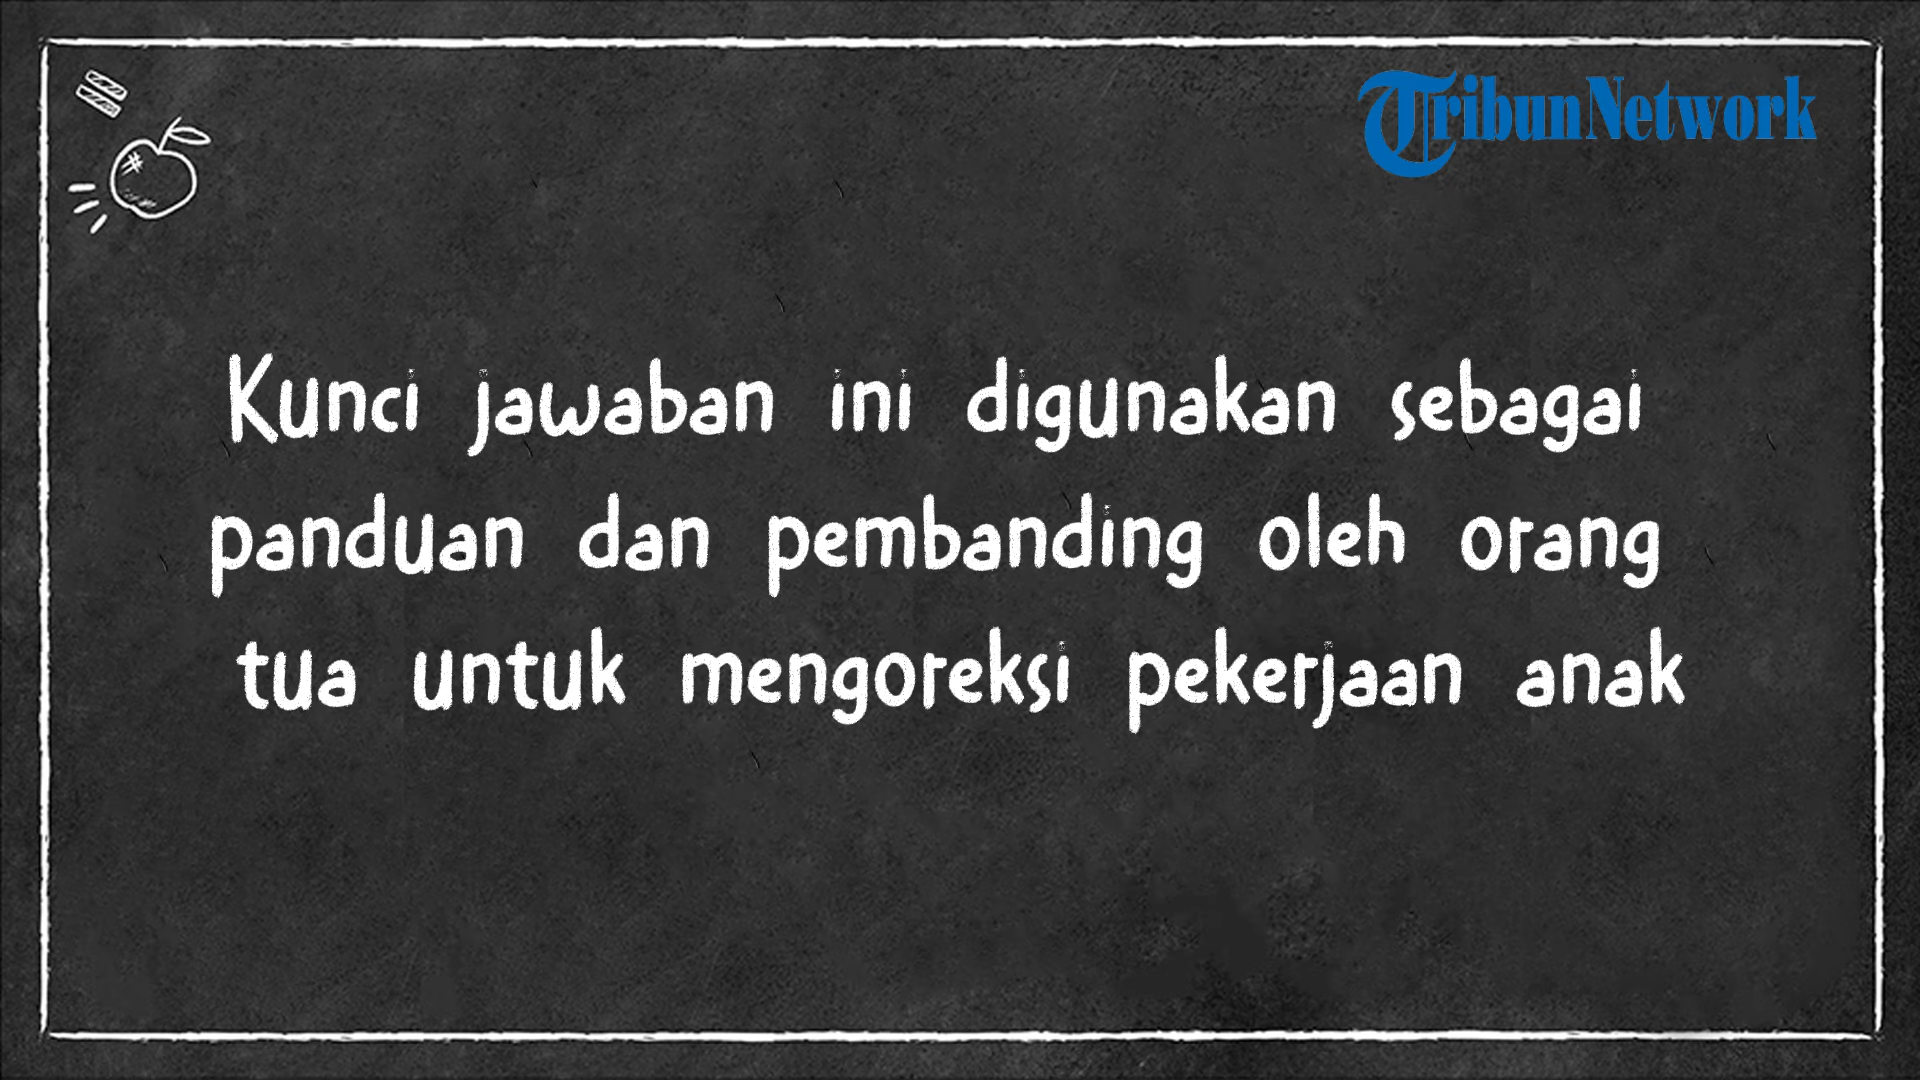 TribunNetwork
Kunci jawaban ini digunakan sebagai
panduan dan pembanding oleh orang
tua untuk mengoreksi pekerjaan anak